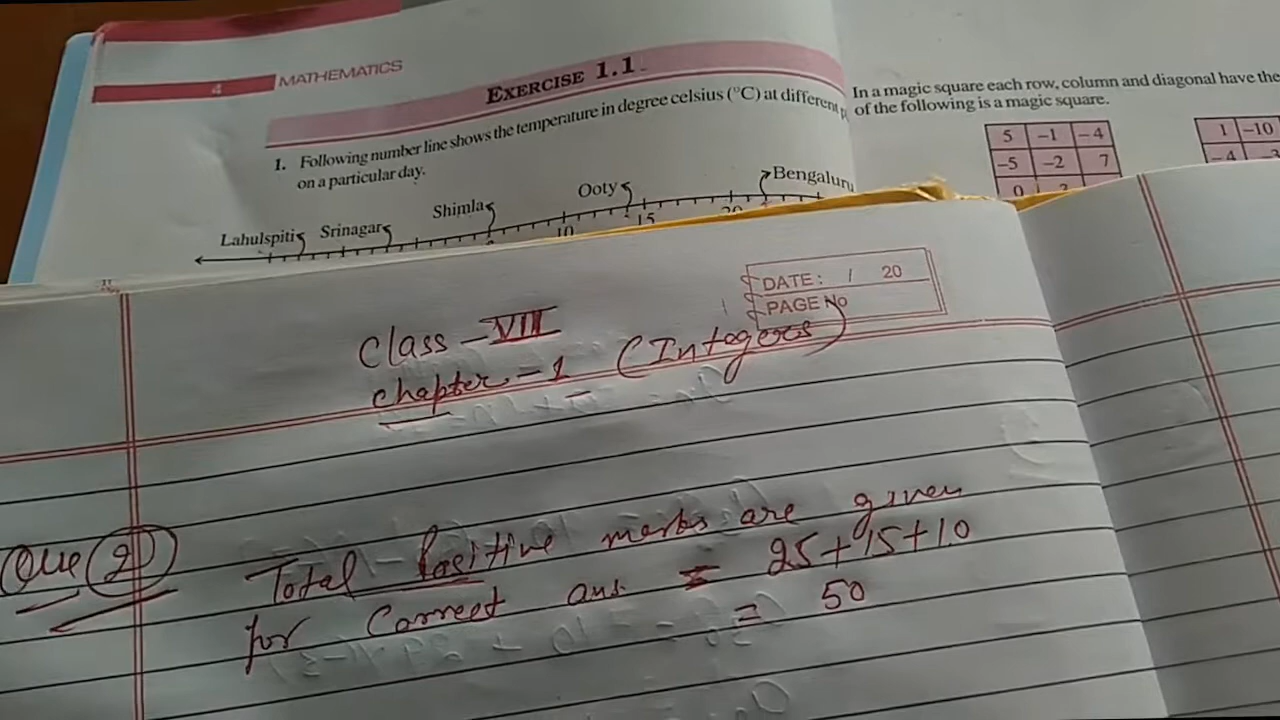 4 MATHEMATICS
EXERCISE 1.1
1. Following number line shows the temperature in degree celsius (°C) at different
on a particular day.
Lahulspiti Srinagar Shimla Ooty Bengaluru
10 15 20
In a magic square each row, column and diagonal have the
of the following is a magic square.
5 -1 -4
-5 -2 7
0
1 -10
-4
DATE: / 20
PAGE No
Class - VII
Chapter - 1 (Integers)
Que 2 Total Positive marks are given
for Correct ans. = 25+15+10
= 50